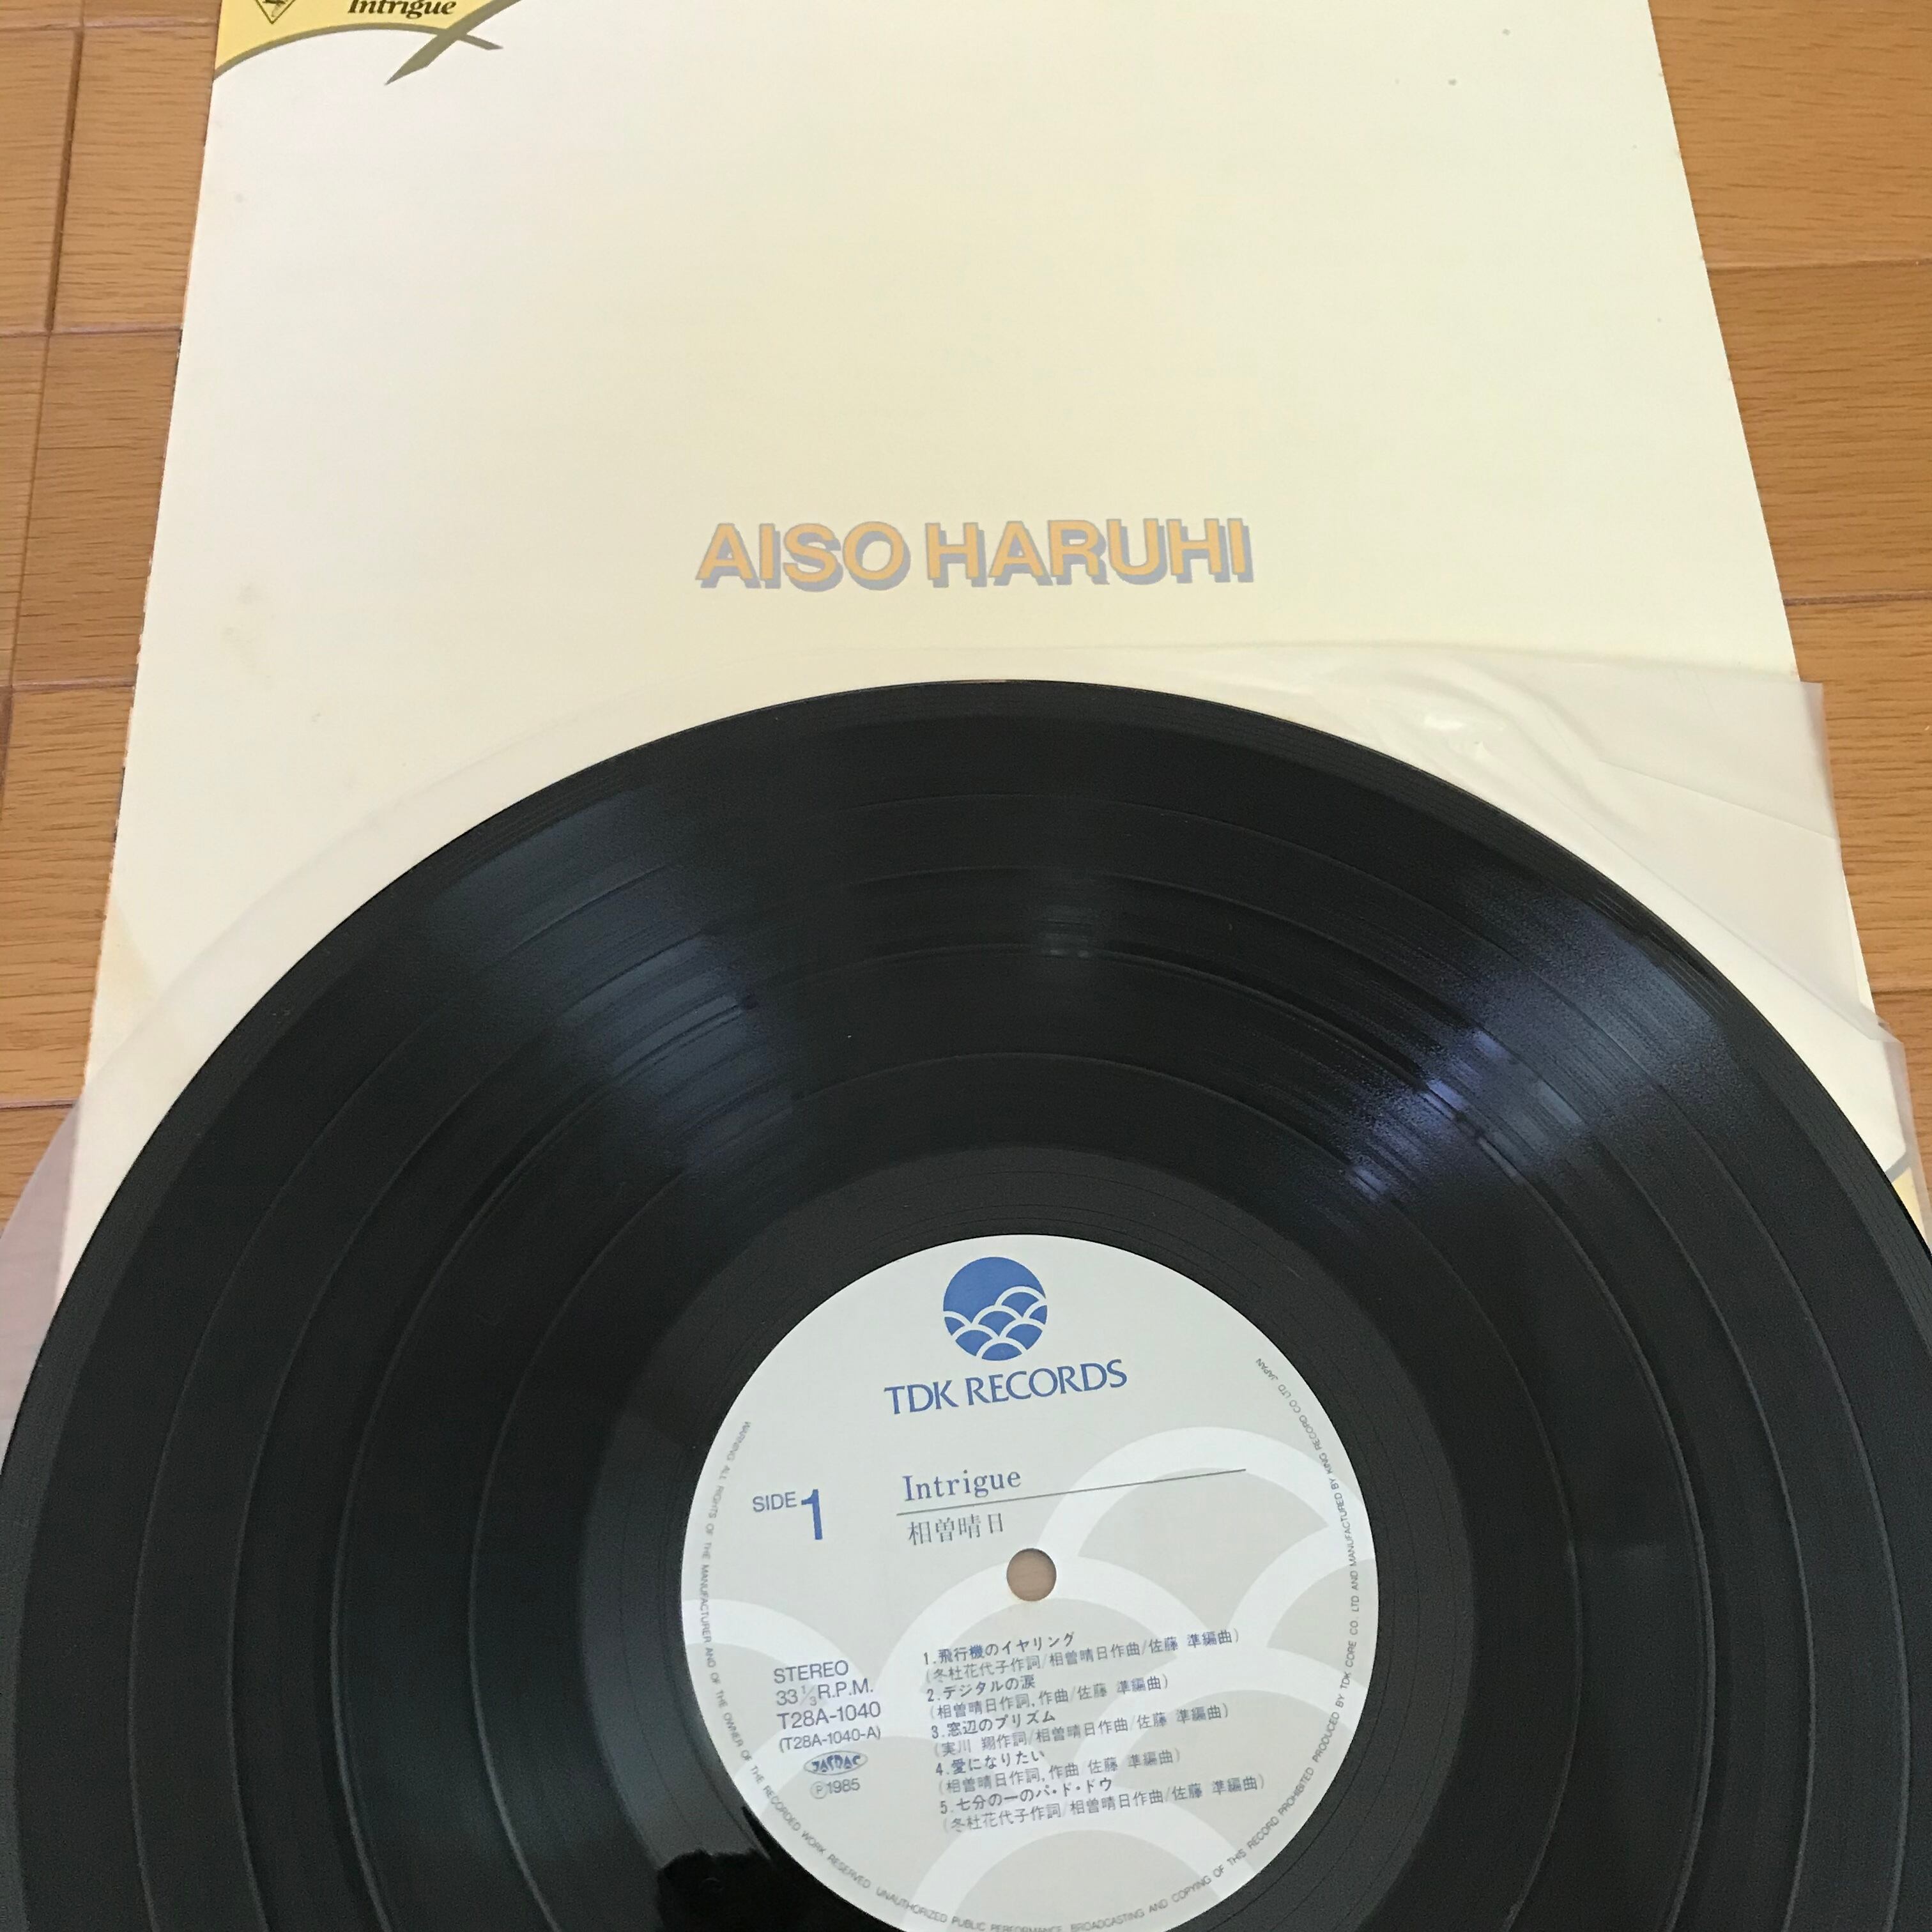 Intrigue
AISO HARUHI
TDK RECORDS
SIDE 1
Intrigue
相曽晴日
STEREO
33 1/3 R.P.M.
T28A-1040
(T28A-1040-A)
JASRAC
Ⓟ1985
1.飛行機のイヤリング
(冬杜花代子作詞/相曽晴日作曲/佐藤 準編曲)
2.デジタルの涙
(相曽晴日作詞,作曲/佐藤 準編曲)
3.窓辺のプリズム
(実川 翔作詞/相曽晴日作曲/佐藤 準編曲)
4.愛になりたい
(相曽晴日作詞,作曲/佐藤 準編曲)
5.七分の一のパ・ド・ドウ
(冬杜花代子作詞/相曽晴日作曲/佐藤 準編曲)
WARNING: ALL RIGHTS OF THE MANUFACTURER AND OF THE OWNER OF THE RECORDED WORK RESERVED. UNAUTHORIZED PUBLIC PERFORMANCE, BROADCASTING AND COPYING OF THIS RECORD PROHIBITED. PRODUCED BY TDK CORE CO. LTD. AND MANUFACTURED BY KING RECORD CO. LTD. JAPAN